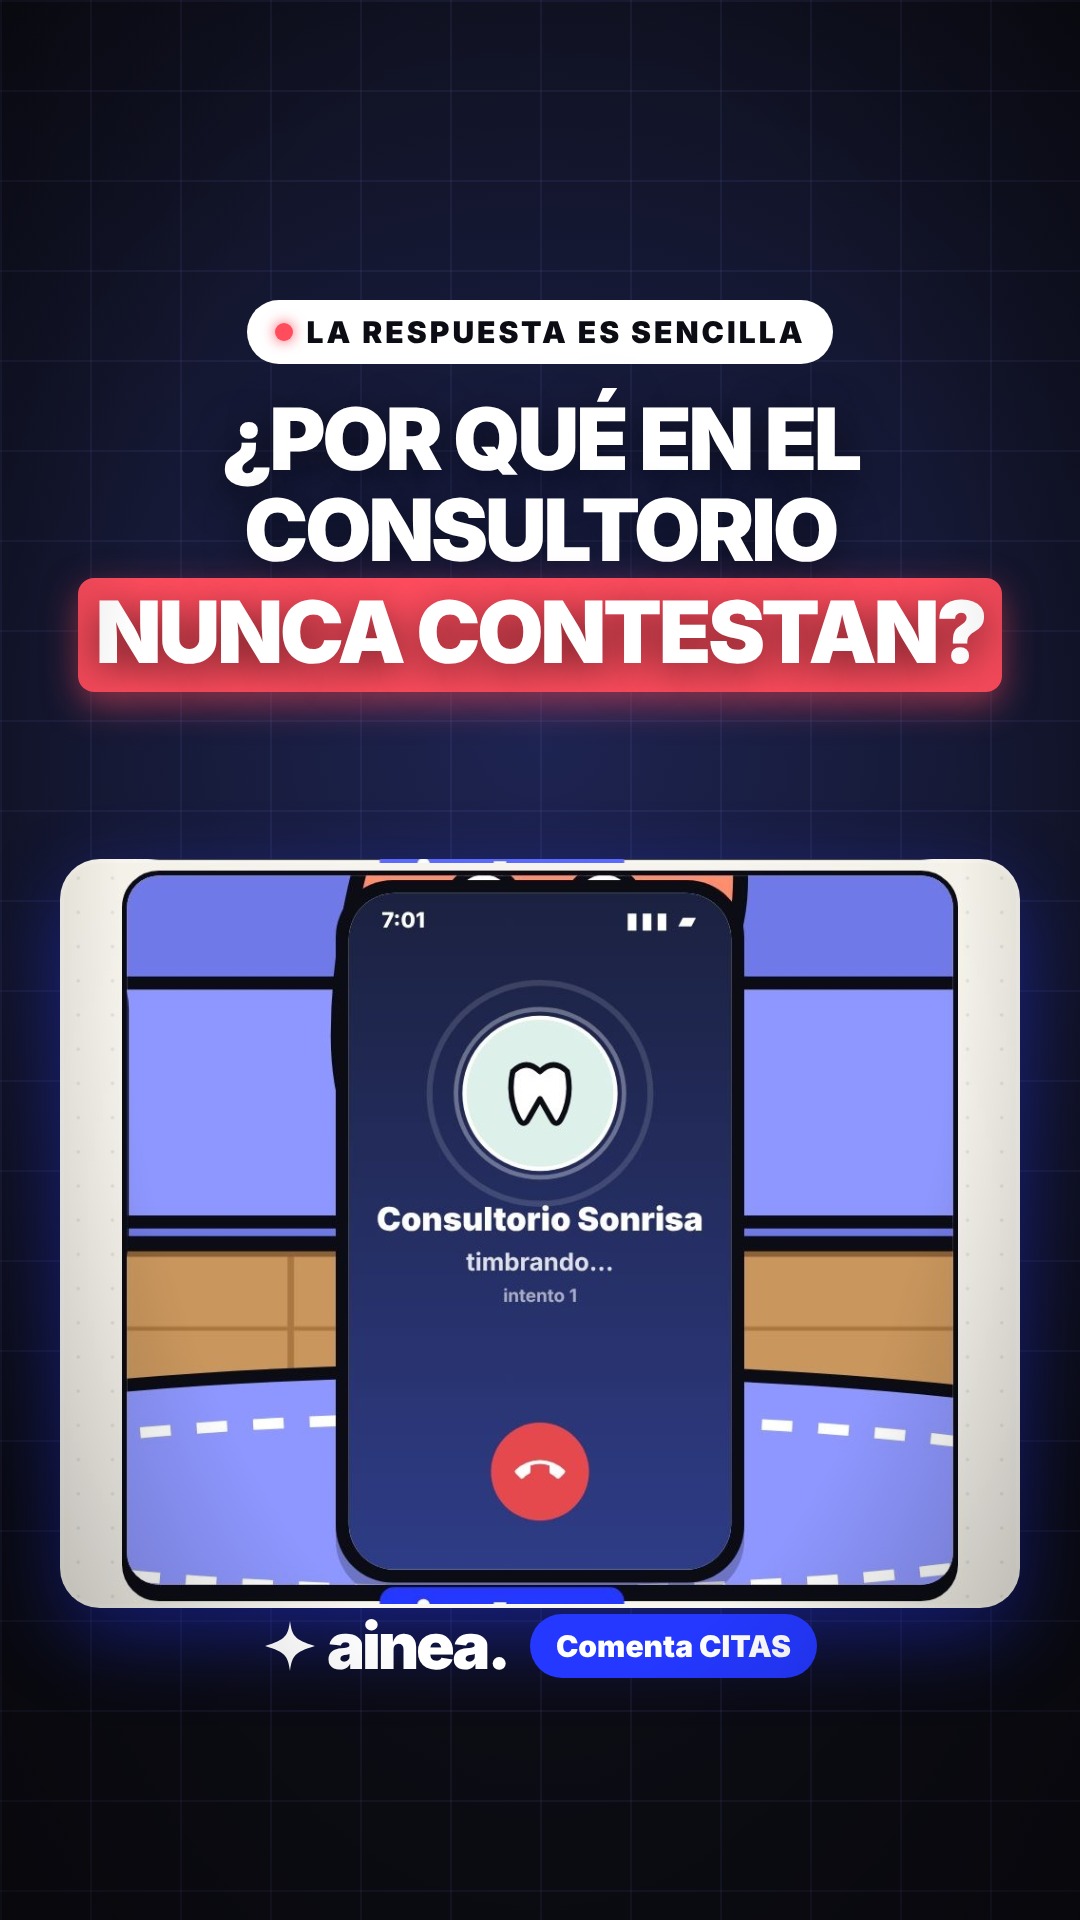 LA RESPUESTA ES SENCILLA
¿POR QUÉ EN EL
CONSULTORIO
NUNCA CONTESTAN?
7:01
Consultorio Sonrisa
timbrando...
intento 1
ainea.
Comenta CITAS